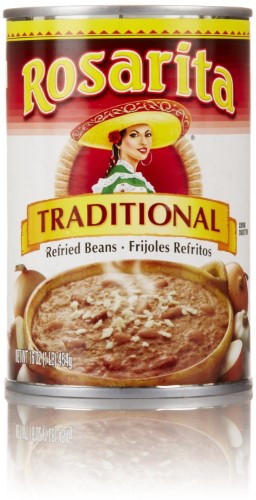 Rosarita
®
TRADITIONAL
Refried Beans · Frijoles Refritos
NET WT 16 OZ (1 LB) 454g